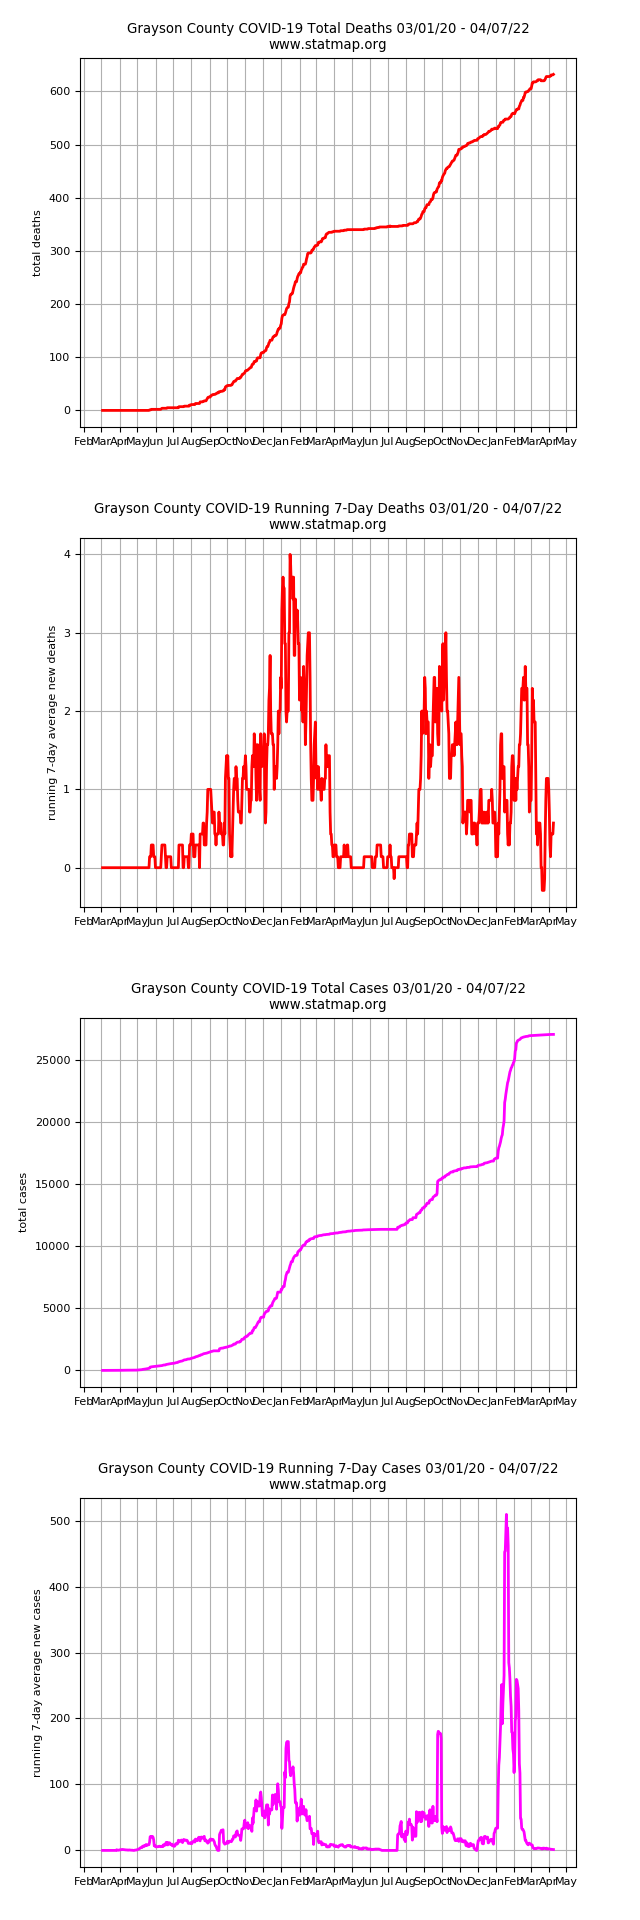 Grayson County COVID-19 Total Deaths 03/01/20 - 04/07/22
www.statmap.org
600
500
400
300
200
100
0
total deaths
Feb Mar Apr May Jun Jul Aug Sep Oct Nov Dec Jan Feb Mar Apr May Jun Jul Aug Sep Oct Nov Dec Jan Feb Mar Apr May
Grayson County COVID-19 Running 7-Day Deaths 03/01/20 - 04/07/22
www.statmap.org
4
3
2
1
0
running 7-day average new deaths
Feb Mar Apr May Jun Jul Aug Sep Oct Nov Dec Jan Feb Mar Apr May Jun Jul Aug Sep Oct Nov Dec Jan Feb Mar Apr May
Grayson County COVID-19 Total Cases 03/01/20 - 04/07/22
www.statmap.org
25000
20000
15000
10000
5000
0
total cases
Feb Mar Apr May Jun Jul Aug Sep Oct Nov Dec Jan Feb Mar Apr May Jun Jul Aug Sep Oct Nov Dec Jan Feb Mar Apr May
Grayson County COVID-19 Running 7-Day Cases 03/01/20 - 04/07/22
www.statmap.org
500
400
300
200
100
0
running 7-day average new cases
Feb Mar Apr May Jun Jul Aug Sep Oct Nov Dec Jan Feb Mar Apr May Jun Jul Aug Sep Oct Nov Dec Jan Feb Mar Apr May